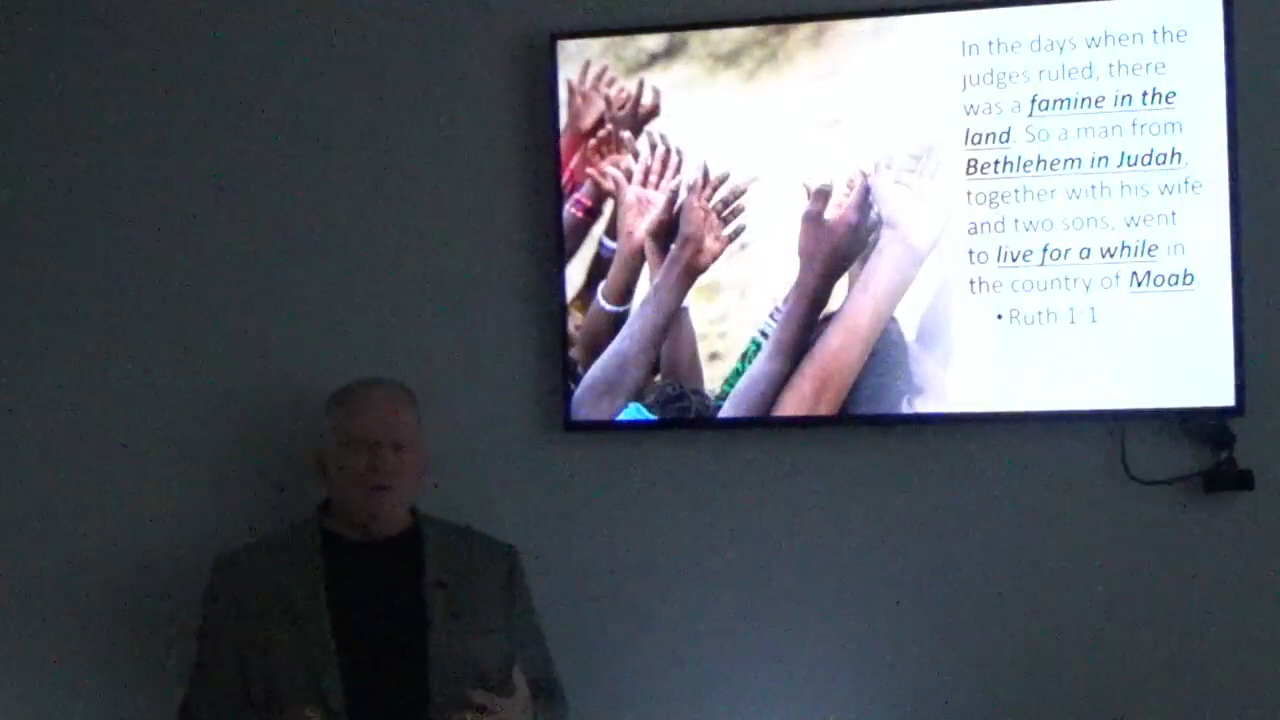 In the days when the
judges ruled, there
was a famine in the
land. So a man from
Bethlehem in Judah,
together with his wife
and two sons, went
to live for a while in
the country of Moab.
• Ruth 1:1